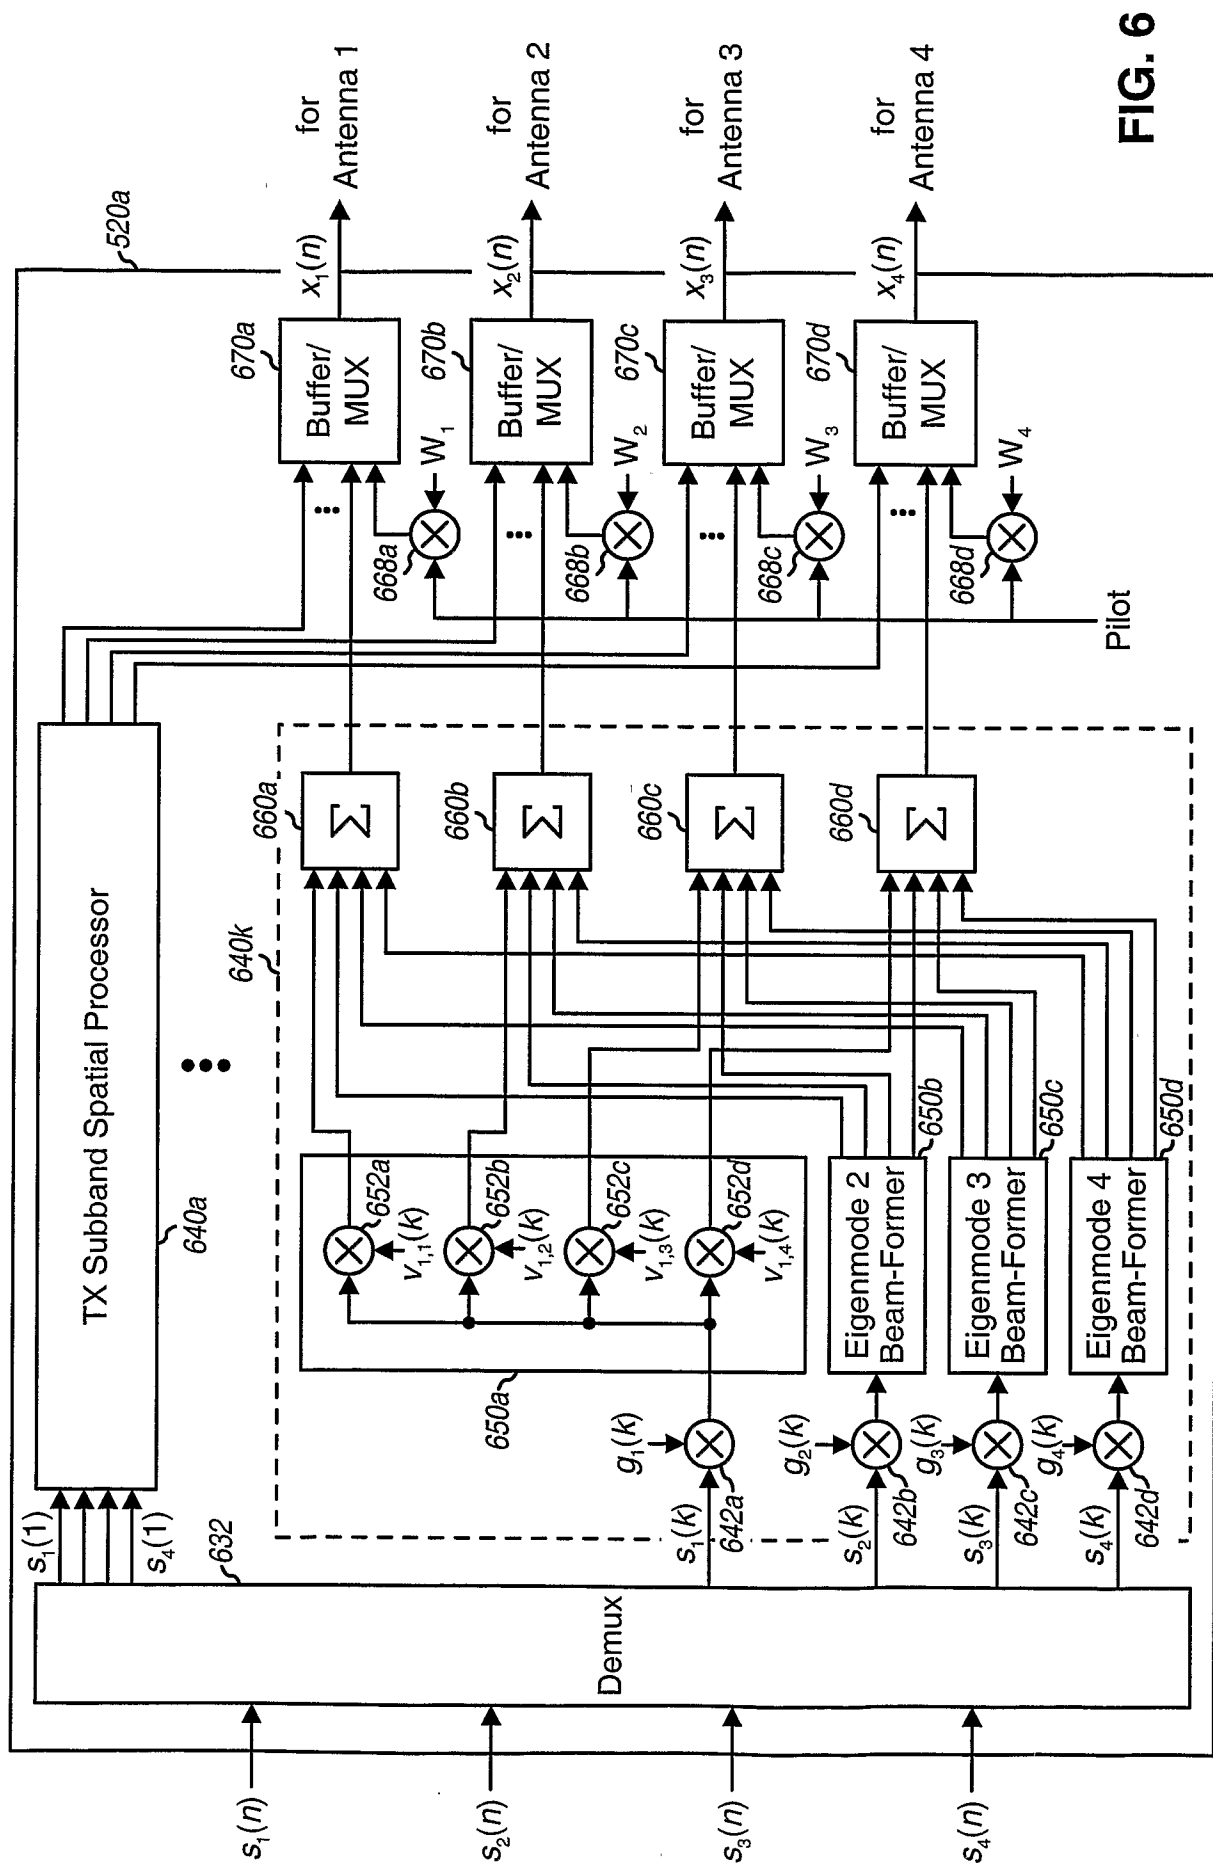 520a
TX Subband Spatial Processor
640a
s₁(1)
s₄(1)
632
Demux
s₁(n)
s₂(n)
s₃(n)
s₄(n)
640k
s₁(k)
g₁(k)
642a
650a
652a
v₁,₁(k)
652b
v₁,₂(k)
652c
v₁,₃(k)
652d
v₁,₄(k)
s₂(k)
g₂(k)
642b
Eigenmode 2
Beam-Former
650b
s₃(k)
g₃(k)
642c
Eigenmode 3
Beam-Former
650c
s₄(k)
g₄(k)
642d
Eigenmode 4
Beam-Former
650d
660a
Σ
660b
Σ
660c
Σ
660d
Σ
Pilot
668a
W₁
668b
W₂
668c
W₃
668d
W₄
670a
Buffer/
MUX
x₁(n)
for
Antenna 1
670b
Buffer/
MUX
x₂(n)
for
Antenna 2
670c
Buffer/
MUX
x₃(n)
for
Antenna 3
670d
Buffer/
MUX
x₄(n)
for
Antenna 4
FIG. 6